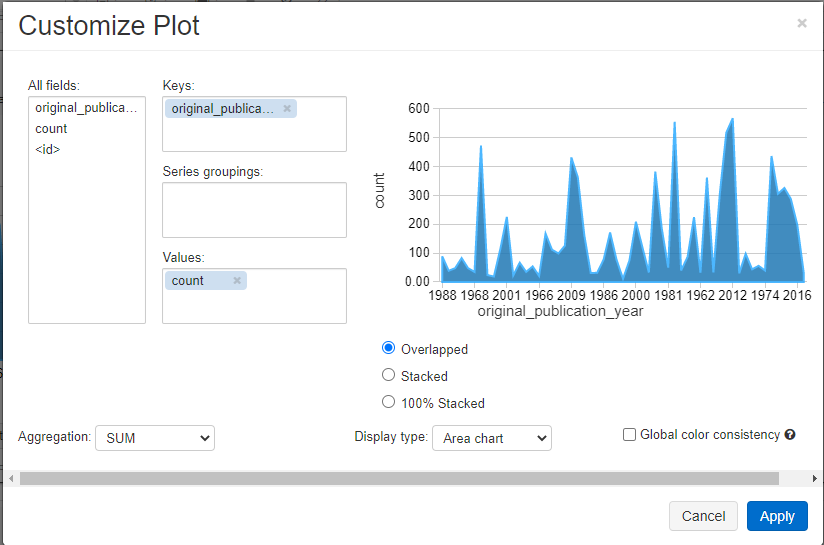 Customize Plot
×
All fields:
original_publica...
count
<id>
Keys:
original_publica... ×
Series groupings:
Values:
count ×
600
500
400
300
200
100
0.00
count
1988 1968 2001 1966 2009 1986 2000 1981 1962 2012 1974 2016
original_publication_year
Overlapped
Stacked
100% Stacked
Aggregation: SUM
Display type: Area chart
Global color consistency ?
Cancel Apply